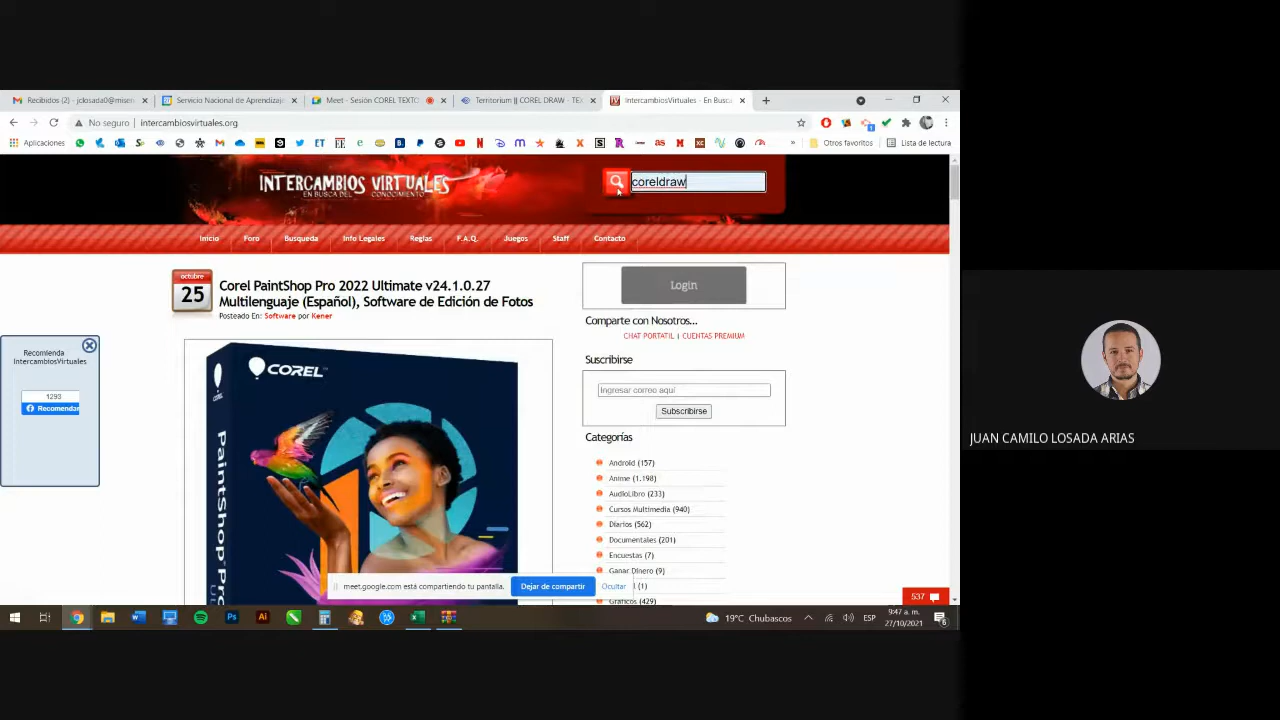 Recibidos (2) - jclosada0@misen
Servicio Nacional de Aprendizaje
Meet - Sesión COREL TEXTO
Territorium || COREL DRAW - TEX
IntercambiosVirtuales - En Busca
No seguro
intercambiosvirtuales.org
Aplicaciones
Otros favoritos
Lista de lectura
INTERCAMBIOS VIRTUALES
EN BUSCA DEL CONOCIMIENTO
coreldraw
Inicio
Foro
Busqueda
Info Legales
Reglas
F.A.Q.
Juegos
Staff
Contacto
octubre
25
Corel PaintShop Pro 2022 Ultimate v24.1.0.27
Multilenguaje (Español), Software de Edición de Fotos
Posteado En: Software por Kener
Login
Comparte con Nosotros...
CHAT PORTATIL | CUENTAS PREMIUM
Suscribirse
Ingresar correo aquí
Subscribirse
Categorías
Android (157)
Anime (1.198)
AudioLibro (233)
Cursos Multimedia (940)
Diarios (562)
Documentales (201)
Encuestas (7)
Ganar Dinero (9)
(1)
Gráficos (429)
Recomienda
IntercambiosVirtuales
1293
Recomendar
COREL
PaintShop Pro
meet.google.com está compartiendo tu pantalla.
Dejar de compartir
Ocultar
537
19°C Chubascos
ESP
9:47 a. m.
27/10/2021
JUAN CAMILO LOSADA ARIAS